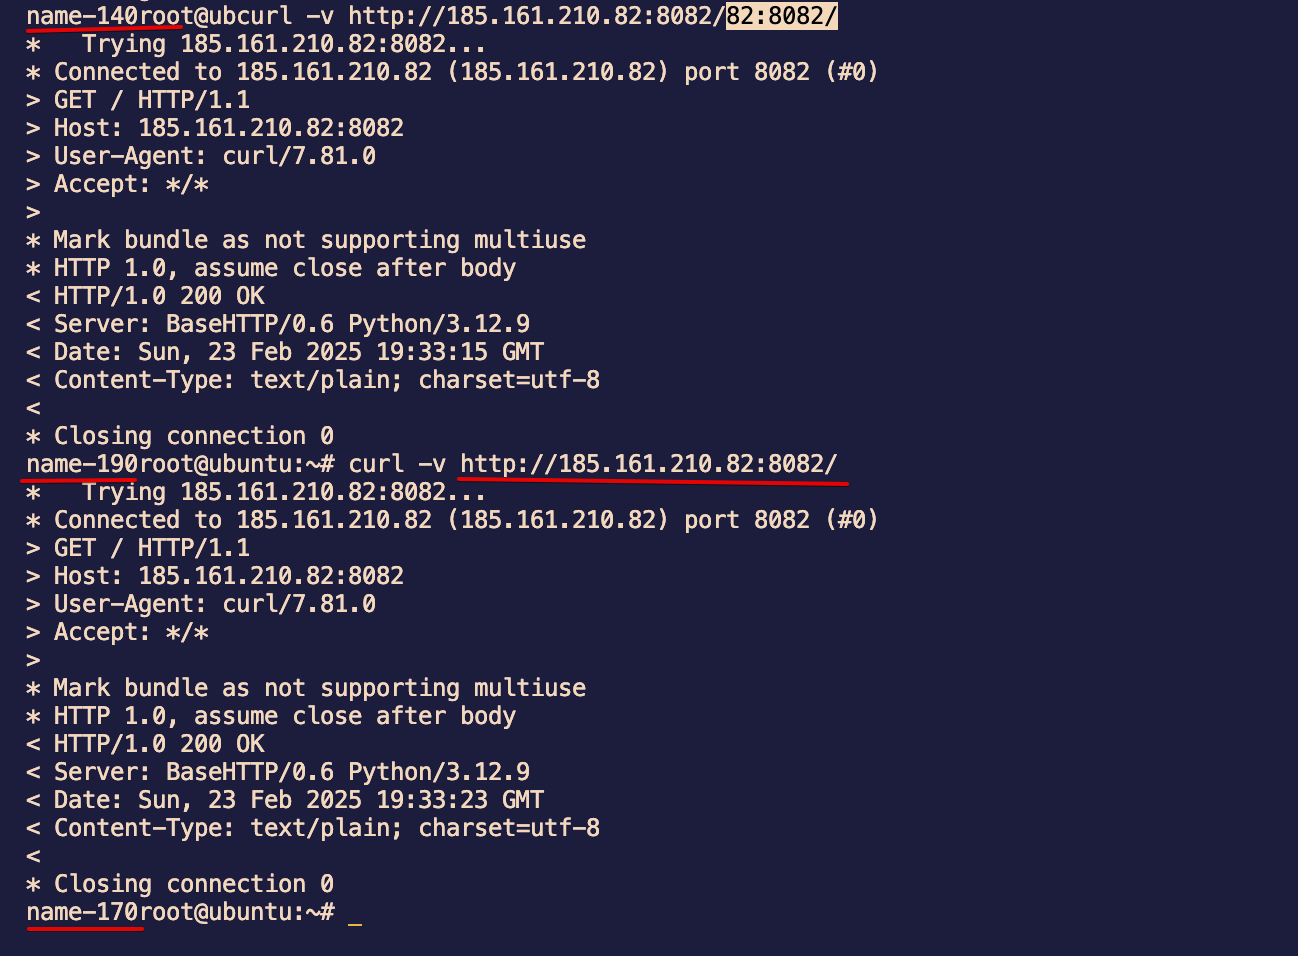 name-140root@ubcurl -v http://185.161.210.82:8082/82:8082/
*   Trying 185.161.210.82:8082...
* Connected to 185.161.210.82 (185.161.210.82) port 8082 (#0)
> GET / HTTP/1.1
> Host: 185.161.210.82:8082
> User-Agent: curl/7.81.0
> Accept: */*
>
* Mark bundle as not supporting multiuse
* HTTP 1.0, assume close after body
< HTTP/1.0 200 OK
< Server: BaseHTTP/0.6 Python/3.12.9
< Date: Sun, 23 Feb 2025 19:33:15 GMT
< Content-Type: text/plain; charset=utf-8
<
* Closing connection 0
name-190root@ubuntu:~# curl -v http://185.161.210.82:8082/
*   Trying 185.161.210.82:8082...
* Connected to 185.161.210.82 (185.161.210.82) port 8082 (#0)
> GET / HTTP/1.1
> Host: 185.161.210.82:8082
> User-Agent: curl/7.81.0
> Accept: */*
>
* Mark bundle as not supporting multiuse
* HTTP 1.0, assume close after body
< HTTP/1.0 200 OK
< Server: BaseHTTP/0.6 Python/3.12.9
< Date: Sun, 23 Feb 2025 19:33:23 GMT
< Content-Type: text/plain; charset=utf-8
<
* Closing connection 0
name-170root@ubuntu:~# _